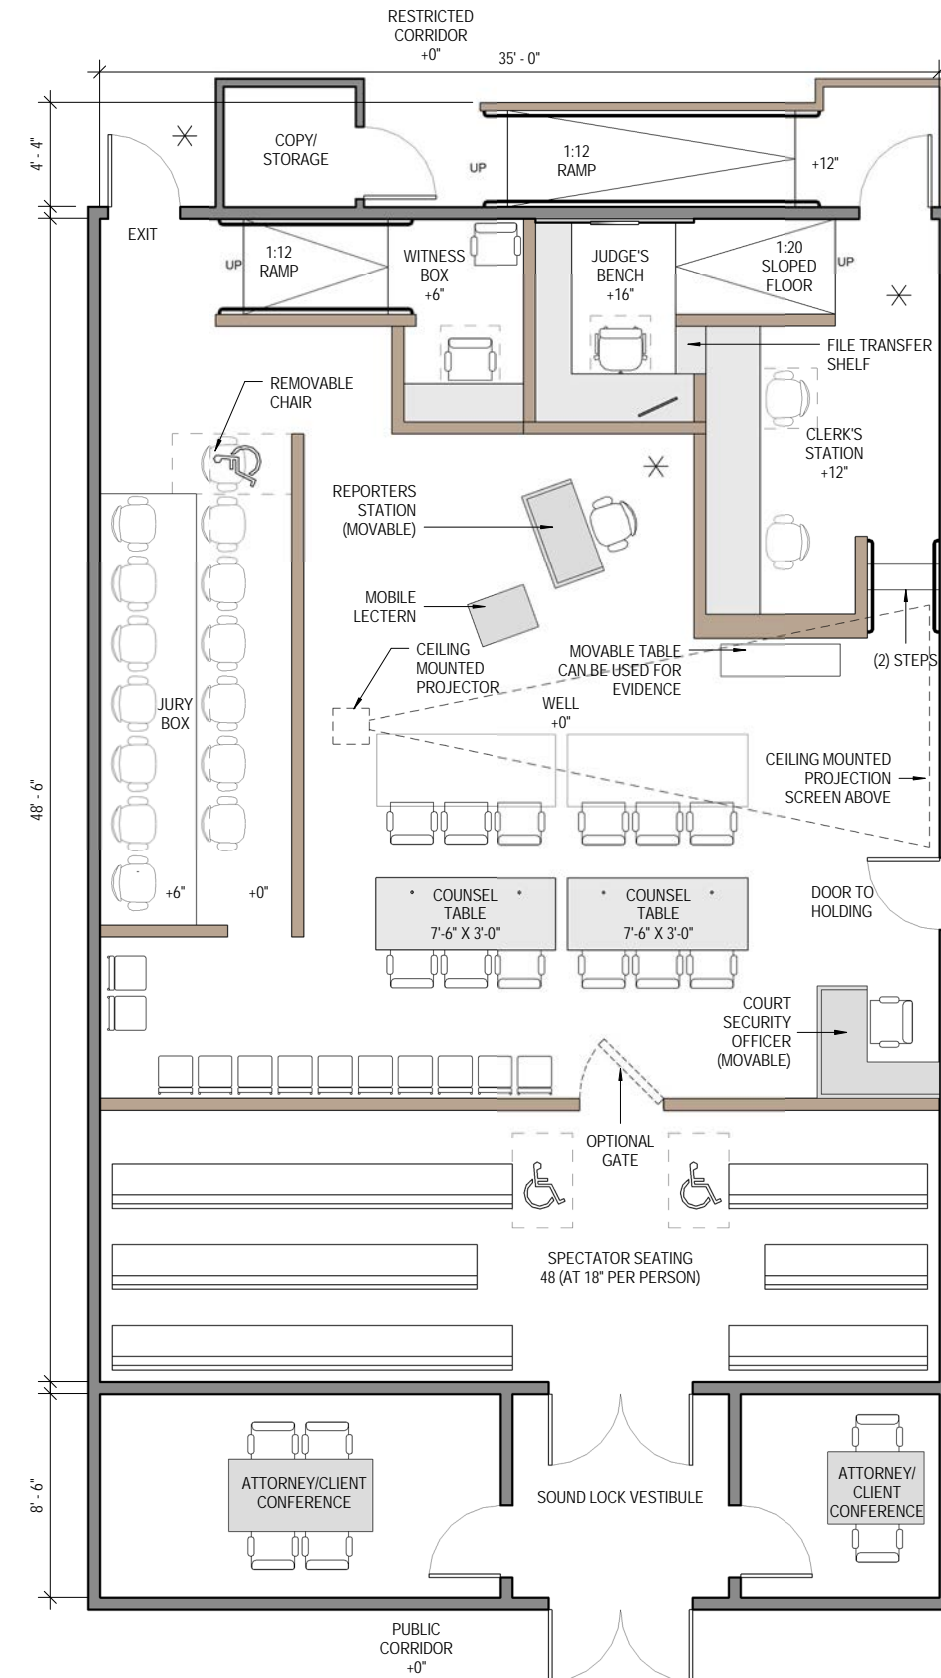 RESTRICTED
CORRIDOR
+0"
35' - 0"
4' - 4"
COPY/
STORAGE
UP
1:12
RAMP
+12"
EXIT
UP
1:12
RAMP
WITNESS
BOX
+6"
JUDGE'S
BENCH
+16"
1:20
SLOPED
FLOOR
UP
FILE TRANSFER
SHELF
REMOVABLE
CHAIR
CLERK'S
STATION
+12"
REPORTERS
STATION
(MOVABLE)
MOBILE
LECTERN
CEILING
MOUNTED
PROJECTOR
MOVABLE TABLE
CAN BE USED FOR
EVIDENCE
(2) STEPS
JURY
BOX
WELL
+0"
CEILING MOUNTED
PROJECTION
SCREEN ABOVE
48' - 6"
+6"
+0"
COUNSEL
TABLE
7'-6" X 3'-0"
COUNSEL
TABLE
7'-6" X 3'-0"
DOOR TO
HOLDING
COURT
SECURITY
OFFICER
(MOVABLE)
OPTIONAL
GATE
SPECTATOR SEATING
48 (AT 18" PER PERSON)
8' - 6"
ATTORNEY/CLIENT
CONFERENCE
SOUND LOCK VESTIBULE
ATTORNEY/
CLIENT
CONFERENCE
PUBLIC
CORRIDOR
+0"